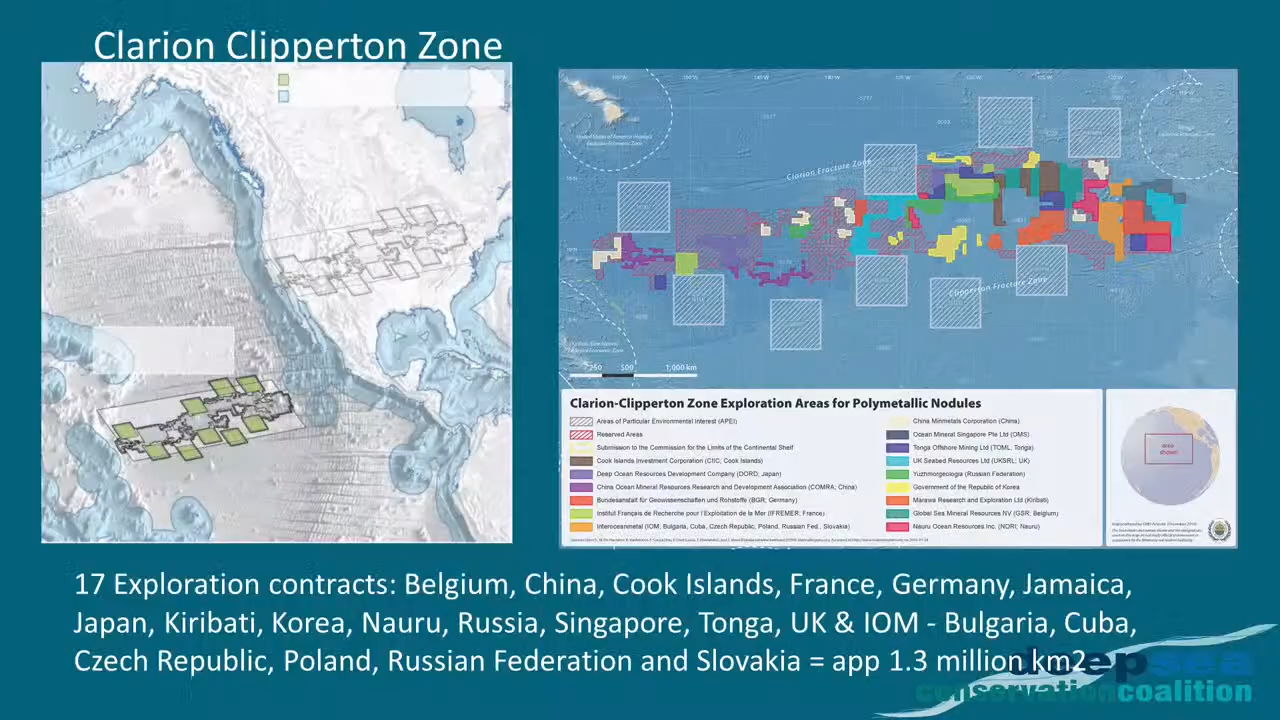 Clarion Clipperton Zone
Clarion Fracture Zone
Clipperton Fracture Zone
250 500 1,000 km
Clarion-Clipperton Zone Exploration Areas for Polymetallic Nodules
Areas of Particular Environmental Interest (APEI)
Reserved Areas
Submission to the Commission for the Limits of the Continental Shelf
Cook Islands Investment Corporation (CIIC, Cook Islands)
Deep Ocean Resources Development Company (DORD; Japan)
China Ocean Mineral Resources Research and Development Association (COMRA; China)
Bundesanstalt für Geowissenschaften und Rohstoffe (BGR; Germany)
Institut Français de Recherche pour l'Exploitation de la Mer (IFREMER; France)
Interoceanmetal (IOM, Bulgaria, Cuba, Czech Republic, Poland, Russian Fed., Slovakia)
China Minmetals Corporation (China)
Ocean Mineral Singapore Pte Ltd (OMS)
Tonga Offshore Mining Ltd (TOML, Tonga)
UK Seabed Resources Ltd (UKSRL; UK)
Yuzhmorgeologiya (Russian Federation)
Government of the Republic of Korea
Marawa Research and Exploration Ltd (Kiribati)
Global Sea Mineral Resources NV (GSR; Belgium)
Nauru Ocean Resources Inc. (NORI; Nauru)
area
shown
17 Exploration contracts: Belgium, China, Cook Islands, France, Germany, Jamaica,
Japan, Kiribati, Korea, Nauru, Russia, Singapore, Tonga, UK & IOM - Bulgaria, Cuba,
Czech Republic, Poland, Russian Federation and Slovakia = app 1.3 million km2
deepsea
conservationcoalition